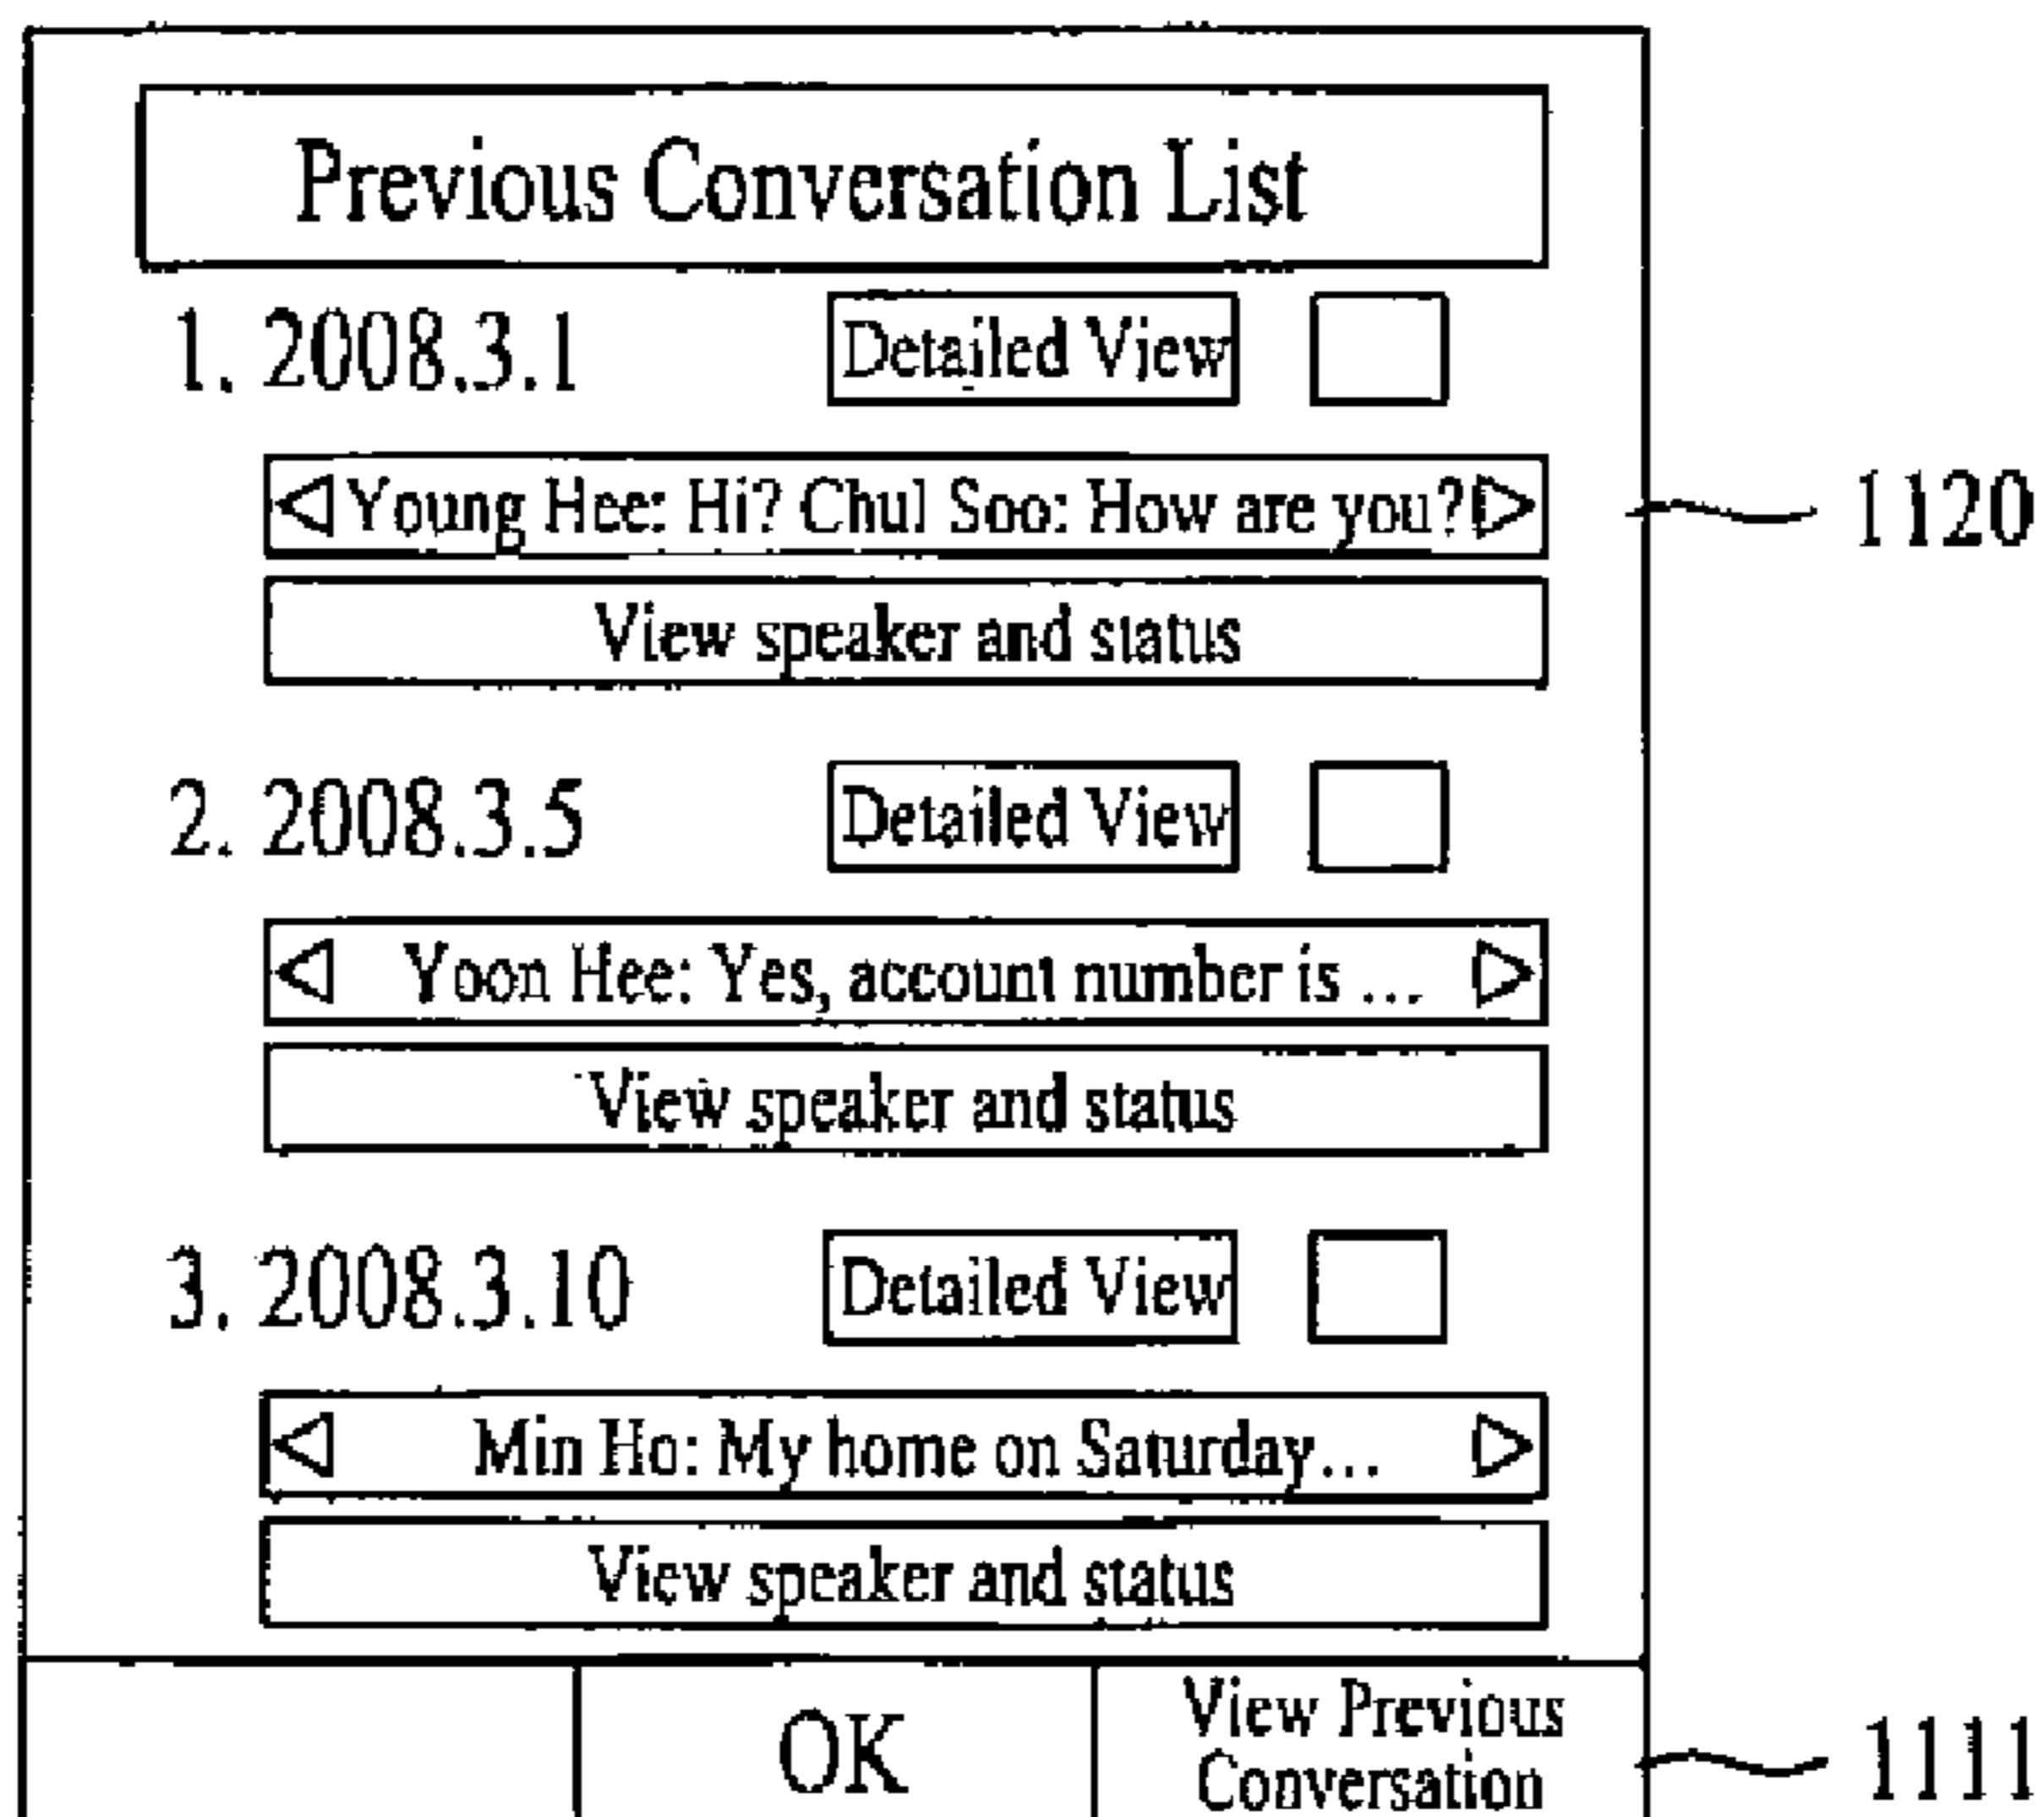 Previous Conversation List
1. 2008.3.1 Detailed View
Young Hee: Hi? Chul Soo: How are you?
1120
View speaker and status
2. 2008.3.5 Detailed View
Yoon Hee: Yes, account number is ...
View speaker and status
3. 2008.3.10 Detailed View
Min Ho: My home on Saturday...
View speaker and status
OK
View Previous
Conversation
1111